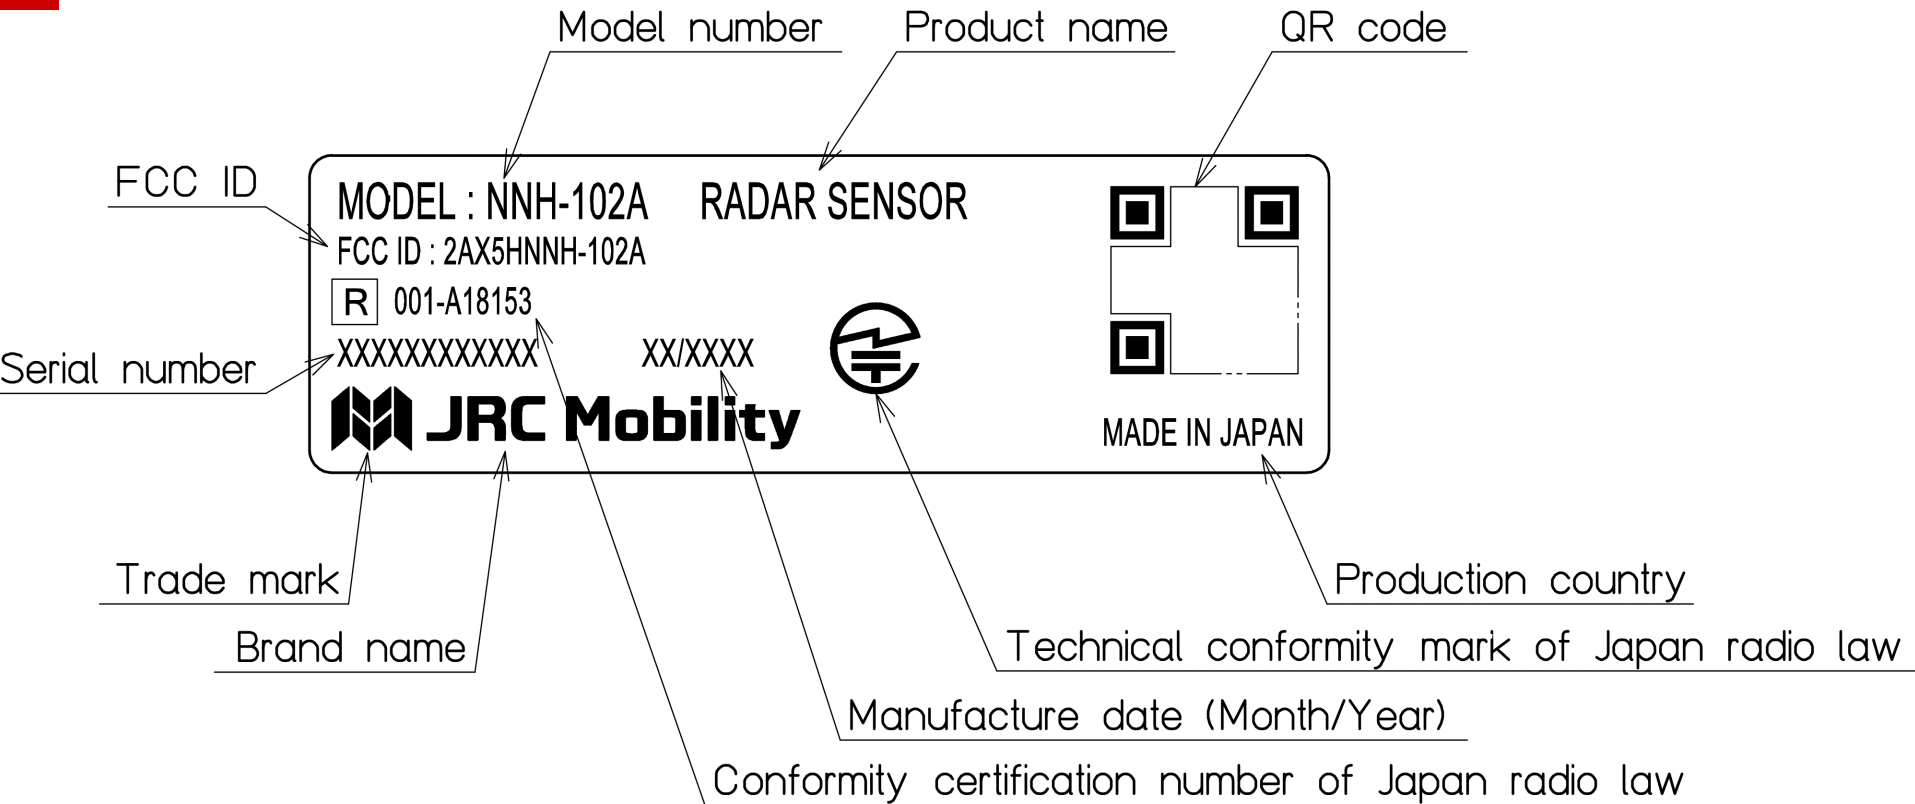 Model number
Product name
QR code
FCC ID
MODEL : NNH-102A RADAR SENSOR
FCC ID : 2AX5HNNH-102A
R 001-A18153
Serial number
XXXXXXXXXXXX XX/XXXX
JRC Mobility
MADE IN JAPAN
Trade mark
Production country
Brand name
Technical conformity mark of Japan radio law
Manufacture date (Month/Year)
Conformity certification number of Japan radio law